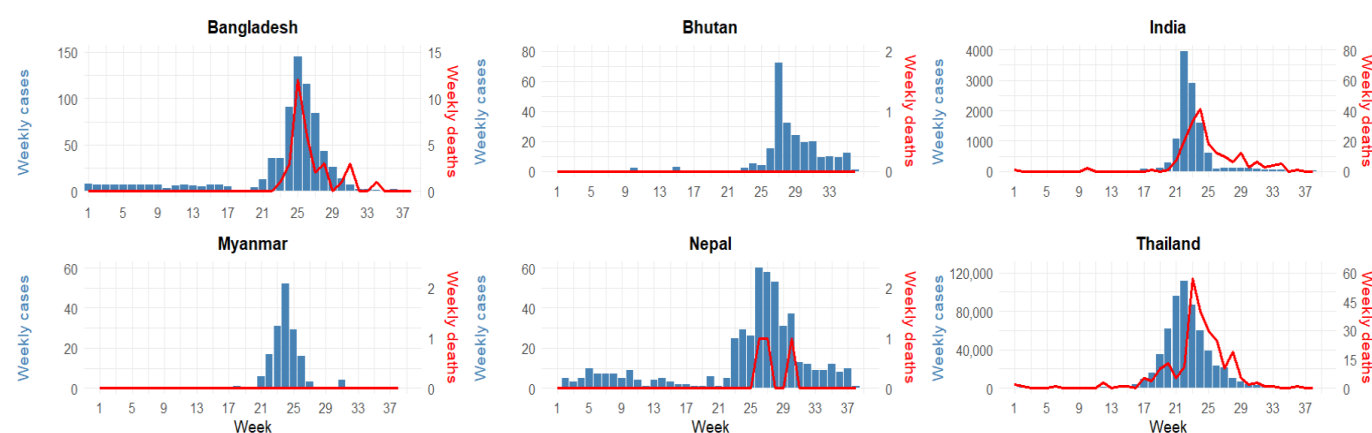 Bangladesh
Weekly cases
150
100
50
0
15
10
5
0
Weekly deaths
1 5 9 13 17 21 25 29 33 37
Bhutan
Weekly cases
80
60
40
20
0
2
1
0
Weekly deaths
1 5 9 13 17 21 25 29 33
India
Weekly cases
4000
3000
2000
1000
0
80
60
40
20
0
Weekly deaths
1 5 9 13 17 21 25 29 33 37
Myanmar
Weekly cases
60
40
20
0
2
1
0
Weekly deaths
1 5 9 13 17 21 25 29 33 37
Week
Nepal
Weekly cases
60
40
20
0
2
1
0
Weekly deaths
1 5 9 13 17 21 25 29 33 37
Week
Thailand
Weekly cases
120,000
80,000
40,000
0
60
45
30
15
0
Weekly deaths
1 5 9 13 17 21 25 29 33 37
Week